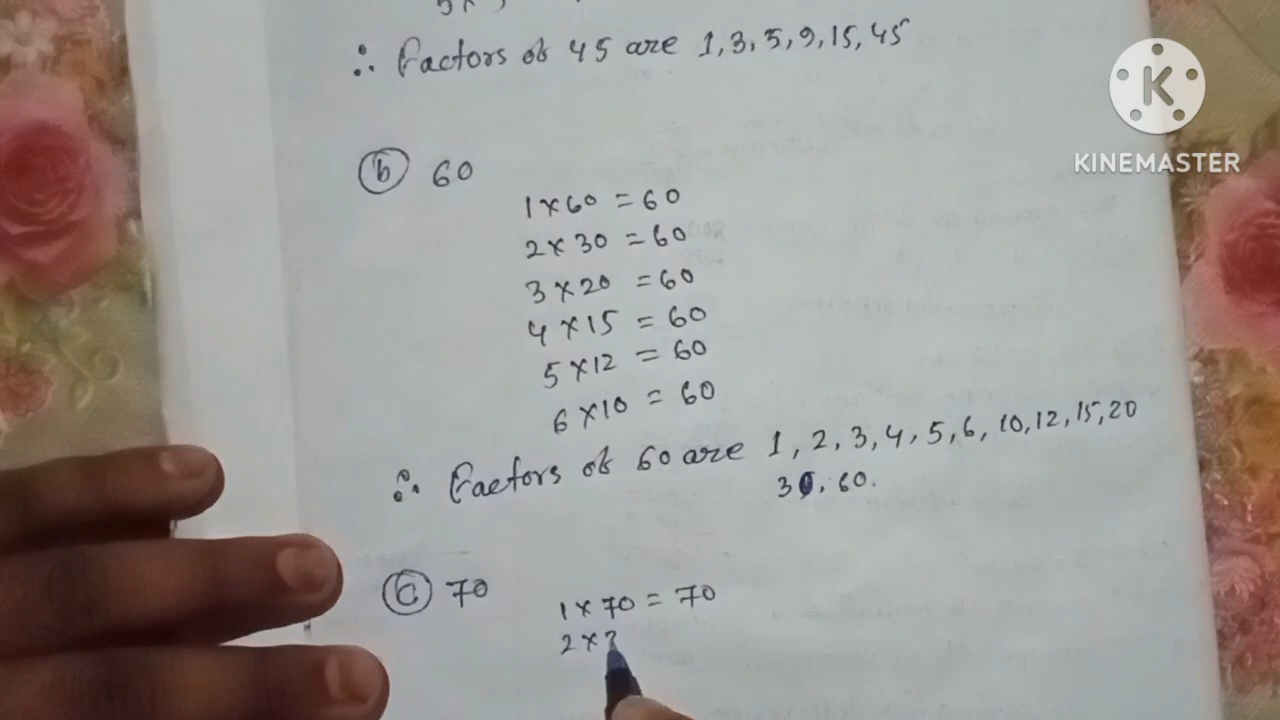 ∴ Factors of 45 are 1, 3, 5, 9, 15, 45
KINEMASTER
(b) 60
1 × 60 = 60
2 × 30 = 60
3 × 20 = 60
4 × 15 = 60
5 × 12 = 60
6 × 10 = 60
∴ Factors of 60 are 1, 2, 3, 4, 5, 6, 10, 12, 15, 20
30, 60.
(c) 70
1 × 70 = 70
2 × 3